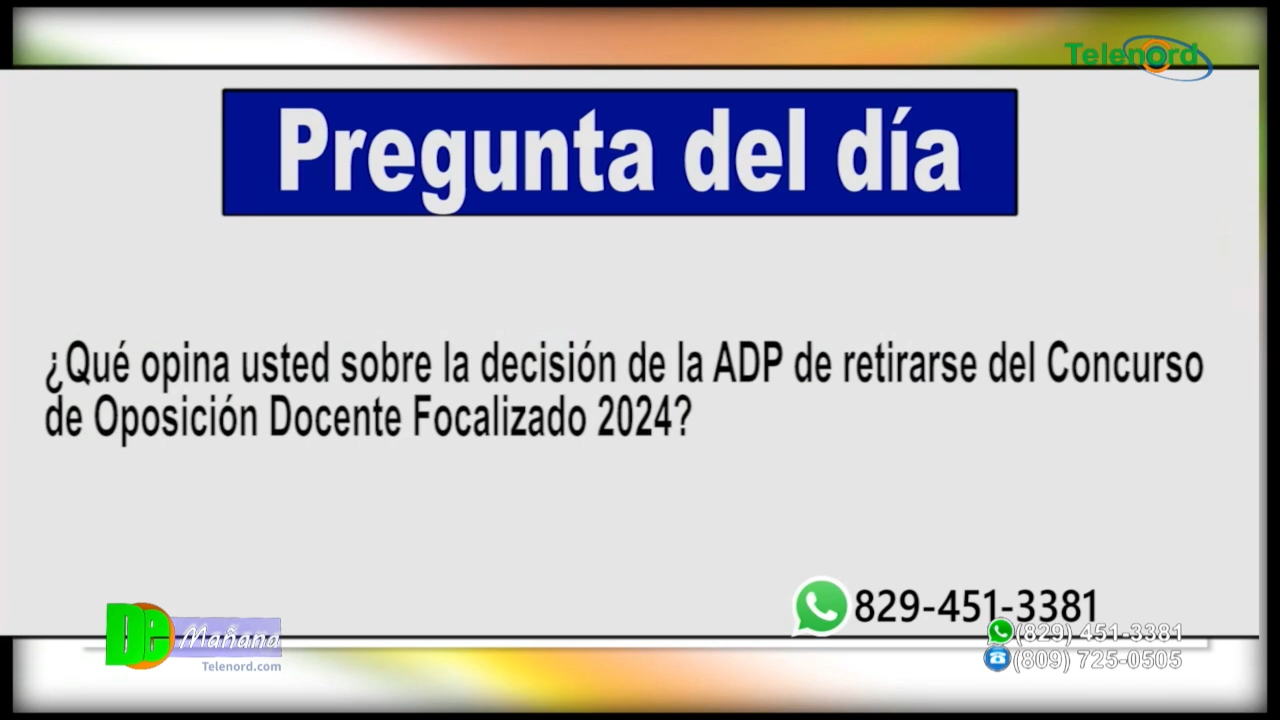 Telenord
Pregunta del día
¿Qué opina usted sobre la decisión de la ADP de retirarse del Concurso
de Oposición Docente Focalizado 2024?
829-451-3381
(829) 451-3381
(809) 725-0505
De Mañana
Telenord.com